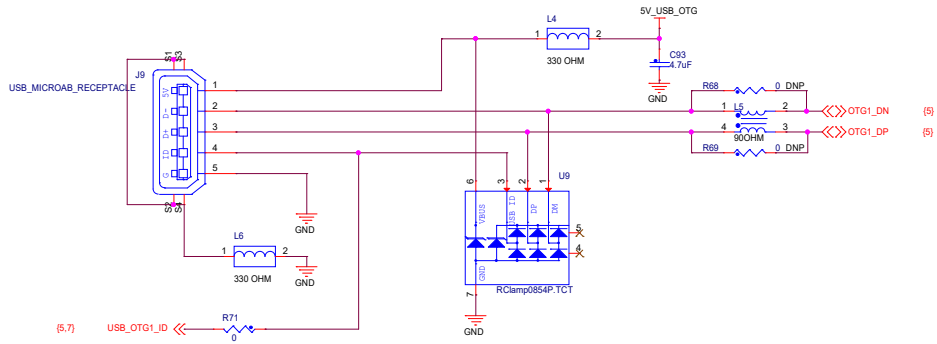 5V_USB_OTG
L4
1 2
330 OHM
C93
4.7uF
GND
S1
S3
J9
USB_MICROAB_RECEPTACLE
5V
D-
D+
ID
G
1
2
3
4
5
S2
S4
GND
R68 0 DNP
1 L5 2
OTG1_DN {5}
4 3
90OHM
OTG1_DP {5}
R69 0 DNP
U9
6
3
2
1
VBUS
USB ID
DP
DM
5
4
GND
RClamp0854P.TCT
7
GND
L6
1 2
330 OHM
GND
{5,7} USB_OTG1_ID
R71
0